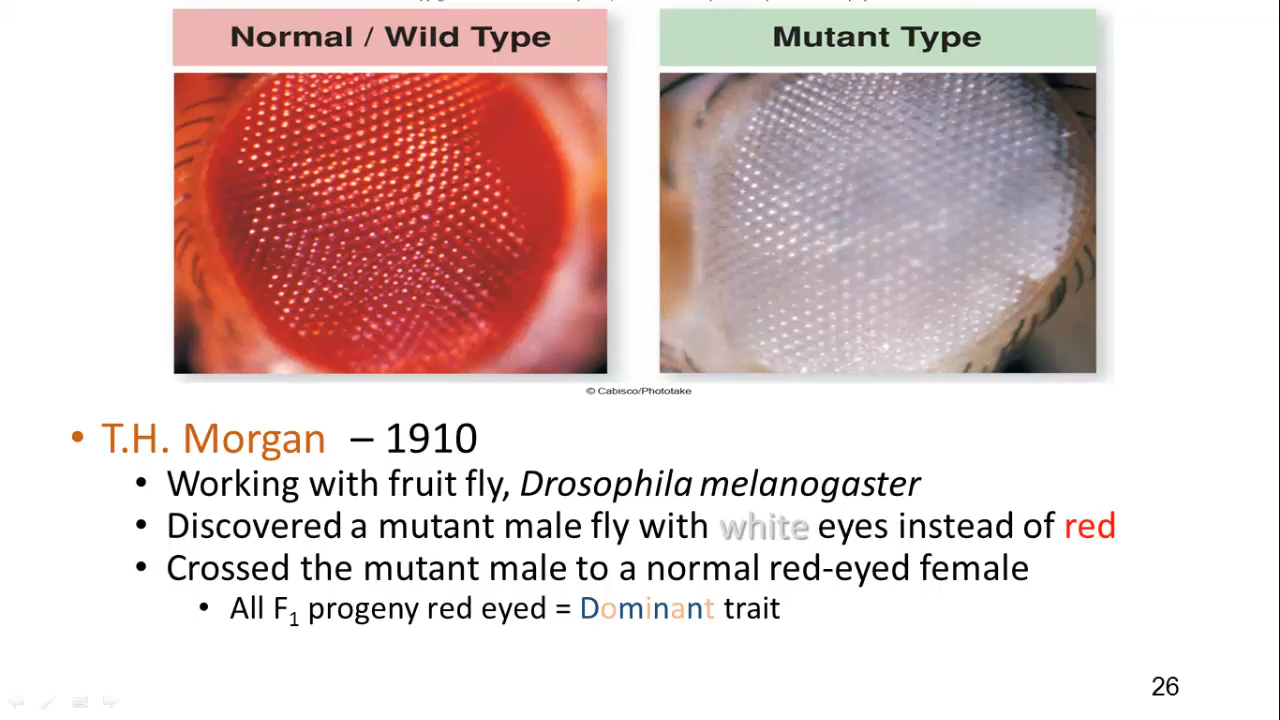 Normal / Wild Type
Mutant Type
© Cabisco/Phototake
• T.H. Morgan – 1910
• Working with fruit fly, Drosophila melanogaster
• Discovered a mutant male fly with white eyes instead of red
• Crossed the mutant male to a normal red-eyed female
• All F₁ progeny red eyed = Dominant trait
26